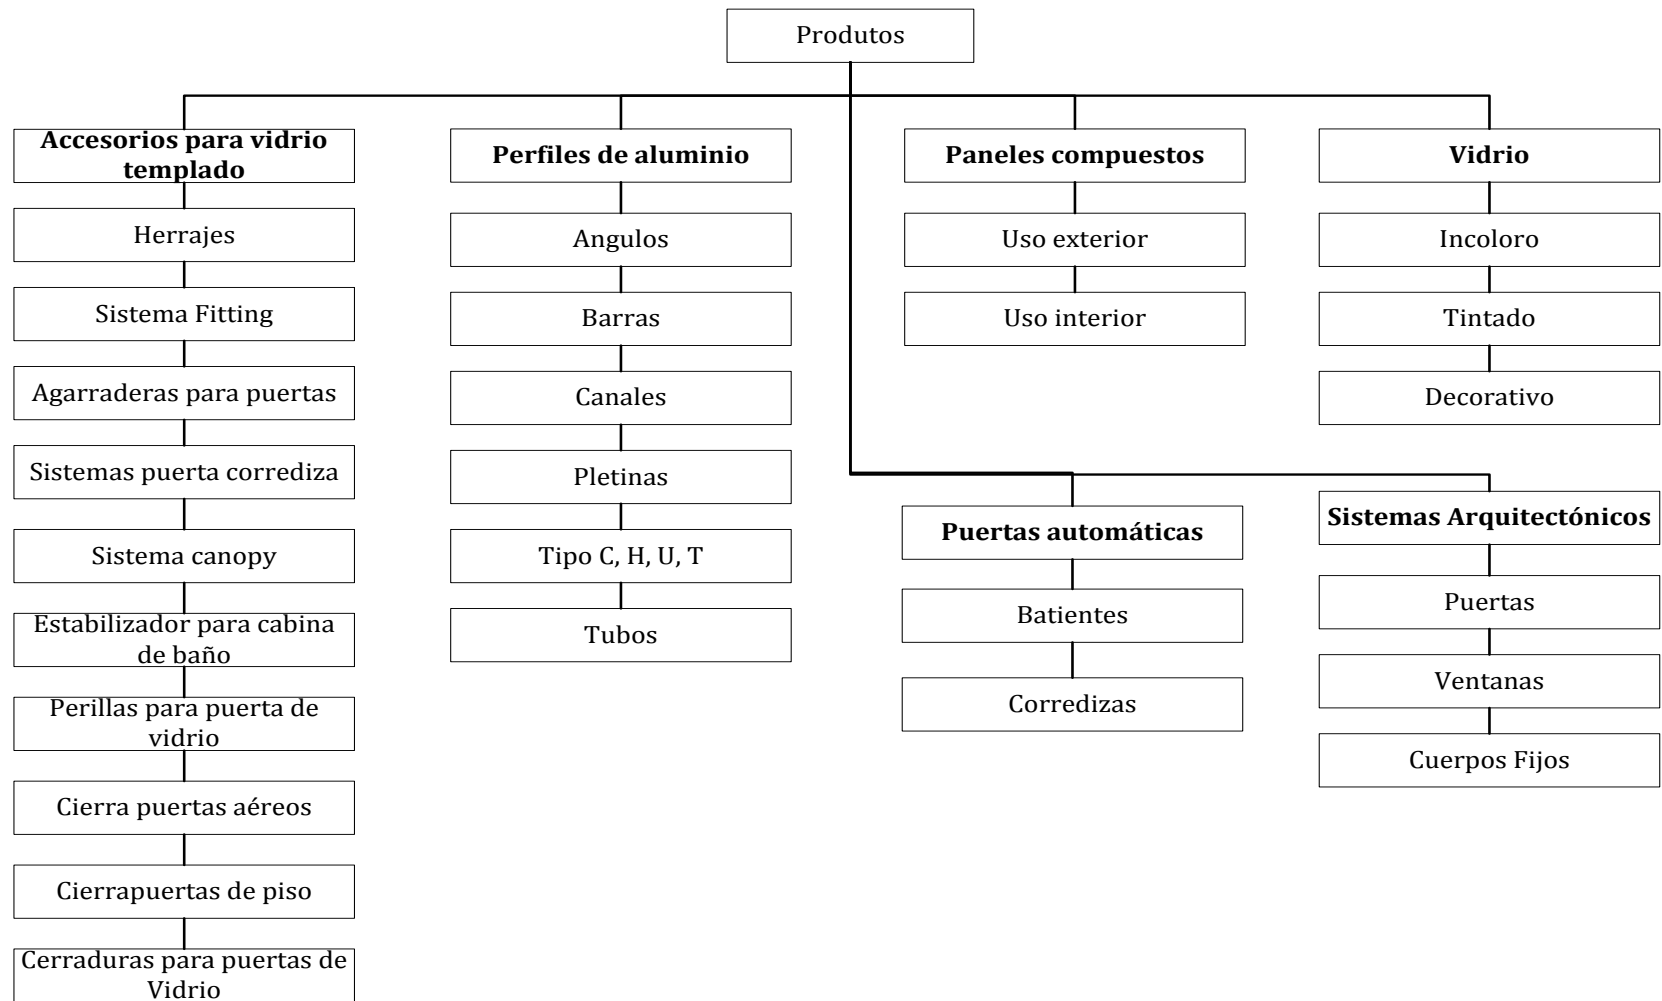 Produtos
Accesorios para vidrio
templado
Herrajes
Sistema Fitting
Agarraderas para puertas
Sistemas puerta corrediza
Sistema canopy
Estabilizador para cabina
de baño
Perillas para puerta de
vidrio
Cierra puertas aéreos
Cierrapuertas de piso
Cerraduras para puertas de
Vidrio
Perfiles de aluminio
Angulos
Barras
Canales
Pletinas
Tipo C, H, U, T
Tubos
Paneles compuestos
Uso exterior
Uso interior
Vidrio
Incoloro
Tintado
Decorativo
Puertas automáticas
Batientes
Corredizas
Sistemas Arquitectónicos
Puertas
Ventanas
Cuerpos Fijos